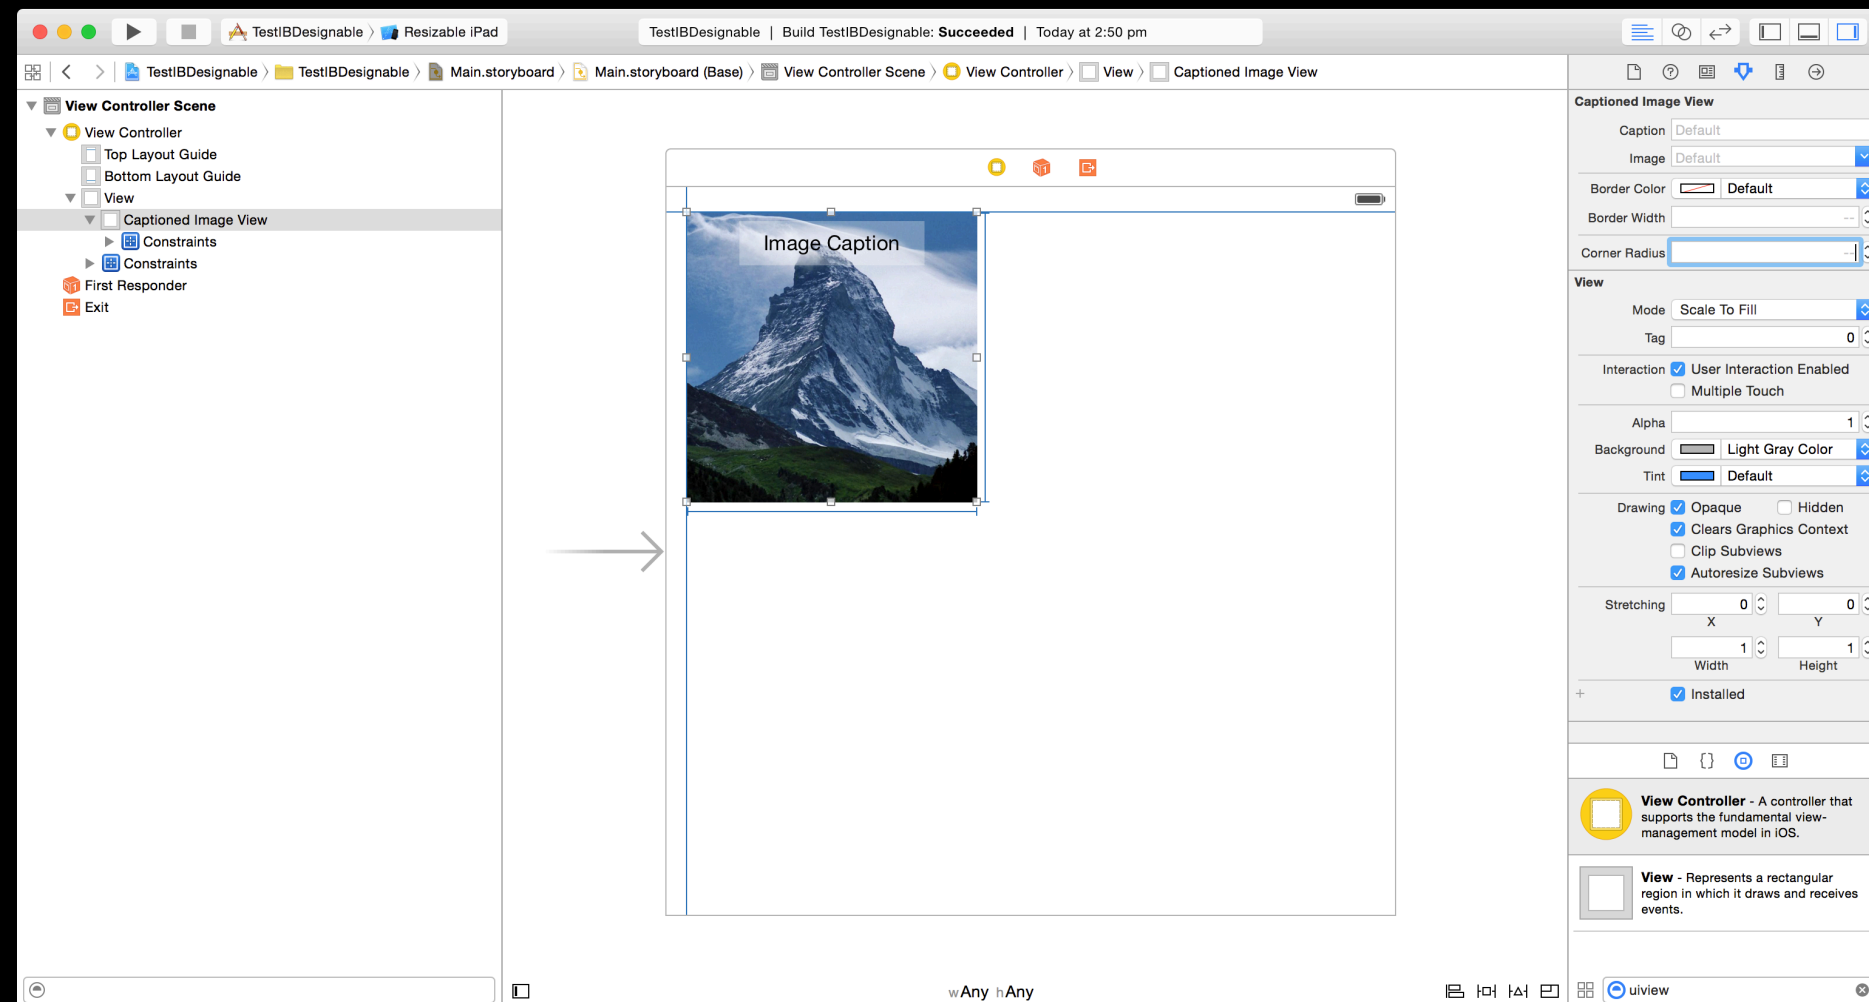 TestIBDesignable Resizable iPad
TestIBDesignable | Build TestIBDesignable: Succeeded | Today at 2:50 pm
TestIBDesignable TestIBDesignable Main.storyboard Main.storyboard (Base) View Controller Scene View Controller View Captioned Image View
View Controller Scene
View Controller
Top Layout Guide
Bottom Layout Guide
View
Captioned Image View
Constraints
Constraints
First Responder
Exit
Image Caption
wAny hAny
Captioned Image View
Caption Default
Image Default
Border Color Default
Border Width --
Corner Radius --
View
Mode Scale To Fill
Tag 0
Interaction User Interaction Enabled
Multiple Touch
Alpha 1
Background Light Gray Color
Tint Default
Drawing Opaque Hidden
Clears Graphics Context
Clip Subviews
Autoresize Subviews
Stretching 0 0
X Y
1 1
Width Height
+ Installed
{}
View Controller - A controller that
supports the fundamental view-
management model in iOS.
View - Represents a rectangular
region in which it draws and receives
events.
uiview